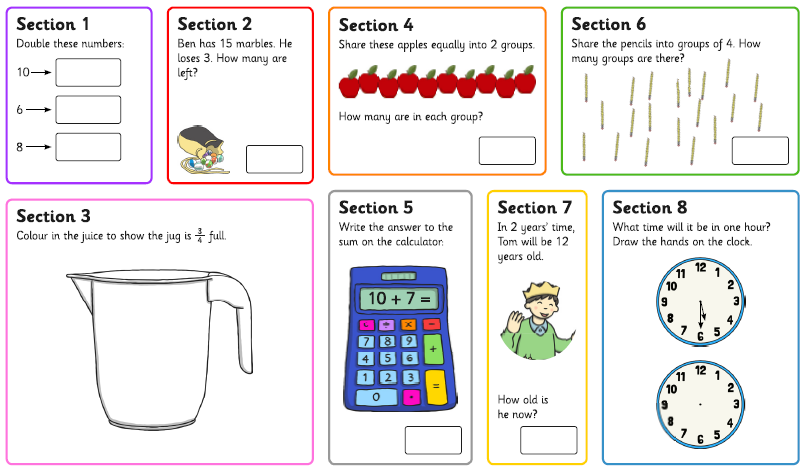 Section 1
Double these numbers:
10
6
8
Section 2
Ben has 15 marbles. He
loses 3. How many are
left?
Section 4
Share these apples equally into 2 groups.
How many are in each group?
Section 6
Share the pencils into groups of 4. How
many groups are there?
Section 3
Colour in the juice to show the jug is 3/4 full.
Section 5
Write the answer to the
sum on the calculator.
10 + 7 =
7 8 9
+
4 5 6
1 2 3
=
0
Section 7
In 2 years' time,
Tom will be 12
years old.
How old is
he now?
Section 8
What time will it be in one hour?
Draw the hands on the clock.
12 1 2 3 4 5 6 7 8 9 10 11
12 1 2 3 4 5 6 7 8 9 10 11